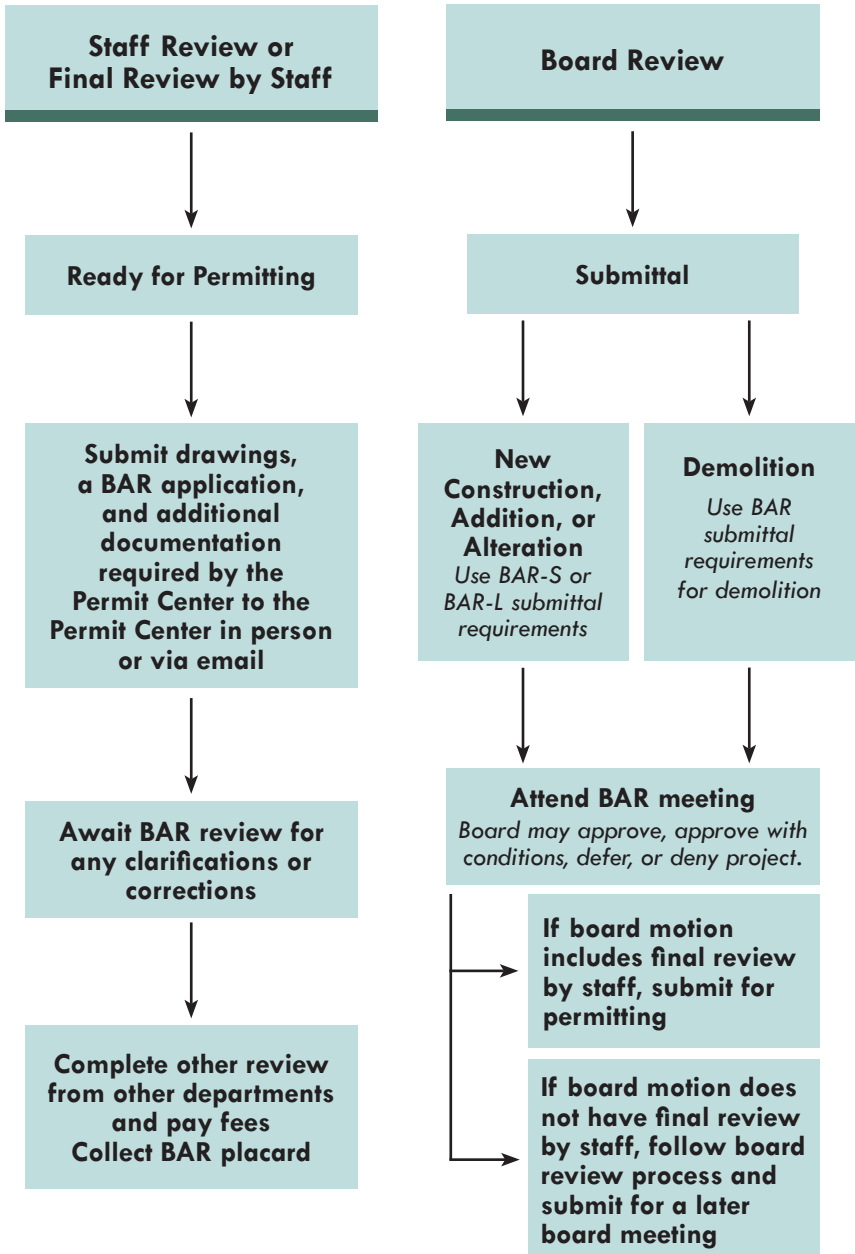 Staff Review or
Final Review by Staff
Ready for Permitting
Submit drawings,
a BAR application,
and additional
documentation
required by the
Permit Center to the
Permit Center in person
or via email
Await BAR review for
any clarifications or
corrections
Complete other review
from other departments
and pay fees
Collect BAR placard
Board Review
Submittal
New
Construction,
Addition, or
Alteration
Use BAR-S or
BAR-L submittal
requirements
Demolition
Use BAR
submittal
requirements
for demolition
Attend BAR meeting
Board may approve, approve with
conditions, defer, or deny project.
If board motion
includes final review
by staff, submit for
permitting
If board motion does
not have final review
by staff, follow board
review process and
submit for a later
board meeting